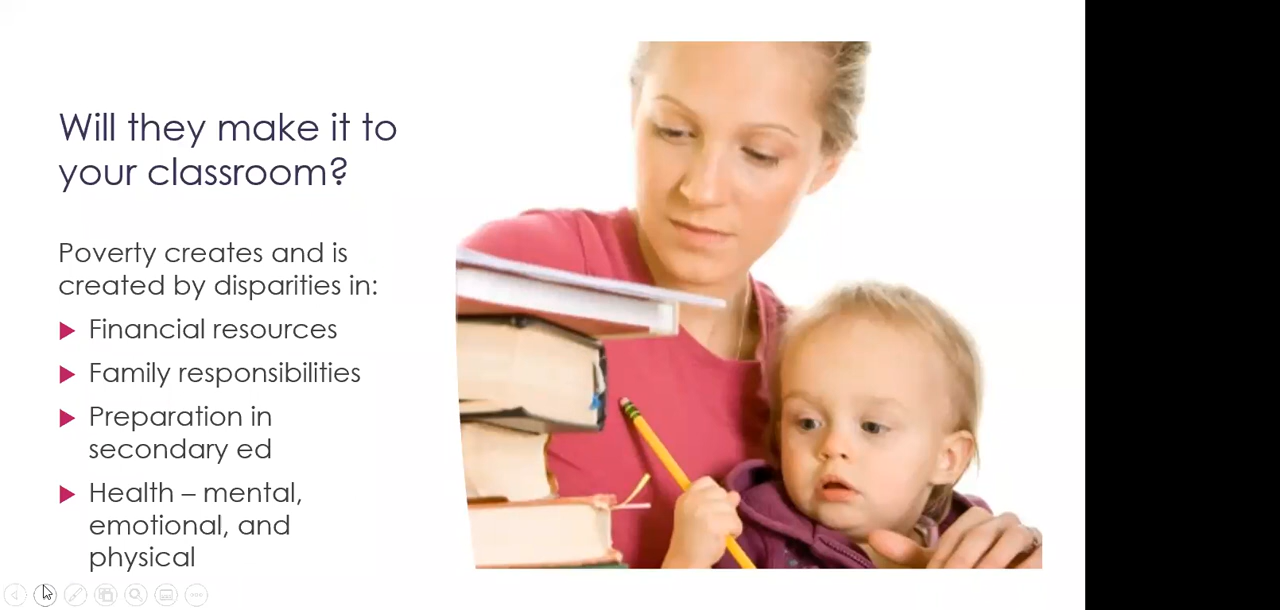 Will they make it to
your classroom?
Poverty creates and is
created by disparities in:
Financial resources
Family responsibilities
Preparation in
secondary ed
Health – mental,
emotional, and
physical